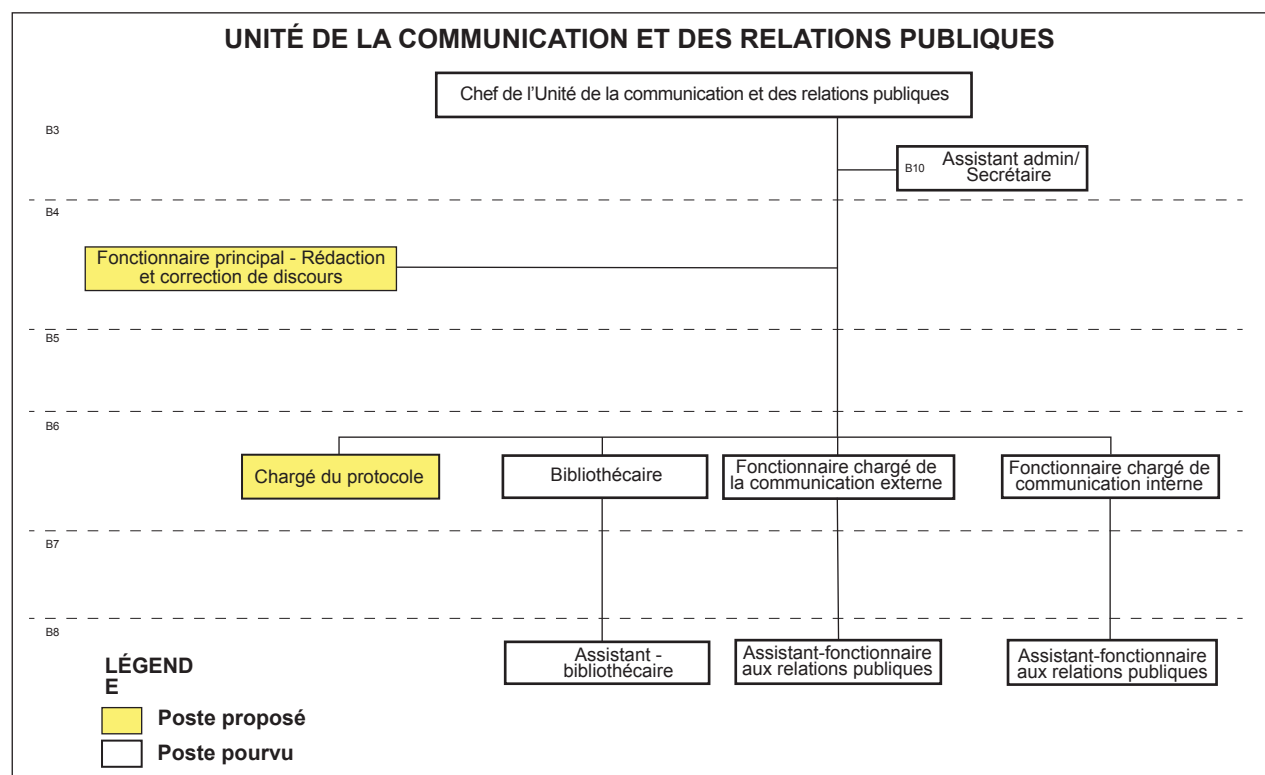 UNITÉ DE LA COMMUNICATION ET DES RELATIONS PUBLIQUES
Chef de l’Unité de la communication et des relations publiques
B3
B10
Assistant admin/
Secrétaire
B4
Fonctionnaire principal - Rédaction
et correction de discours
B5
B6
Chargé du protocole
Bibliothécaire
Fonctionnaire chargé de
la communication externe
Fonctionnaire chargé de
communication interne
B7
B8
Assistant -
bibliothécaire
Assistant-fonctionnaire
aux relations publiques
Assistant-fonctionnaire
aux relations publiques
LÉGEND
E
Poste proposé
Poste pourvu